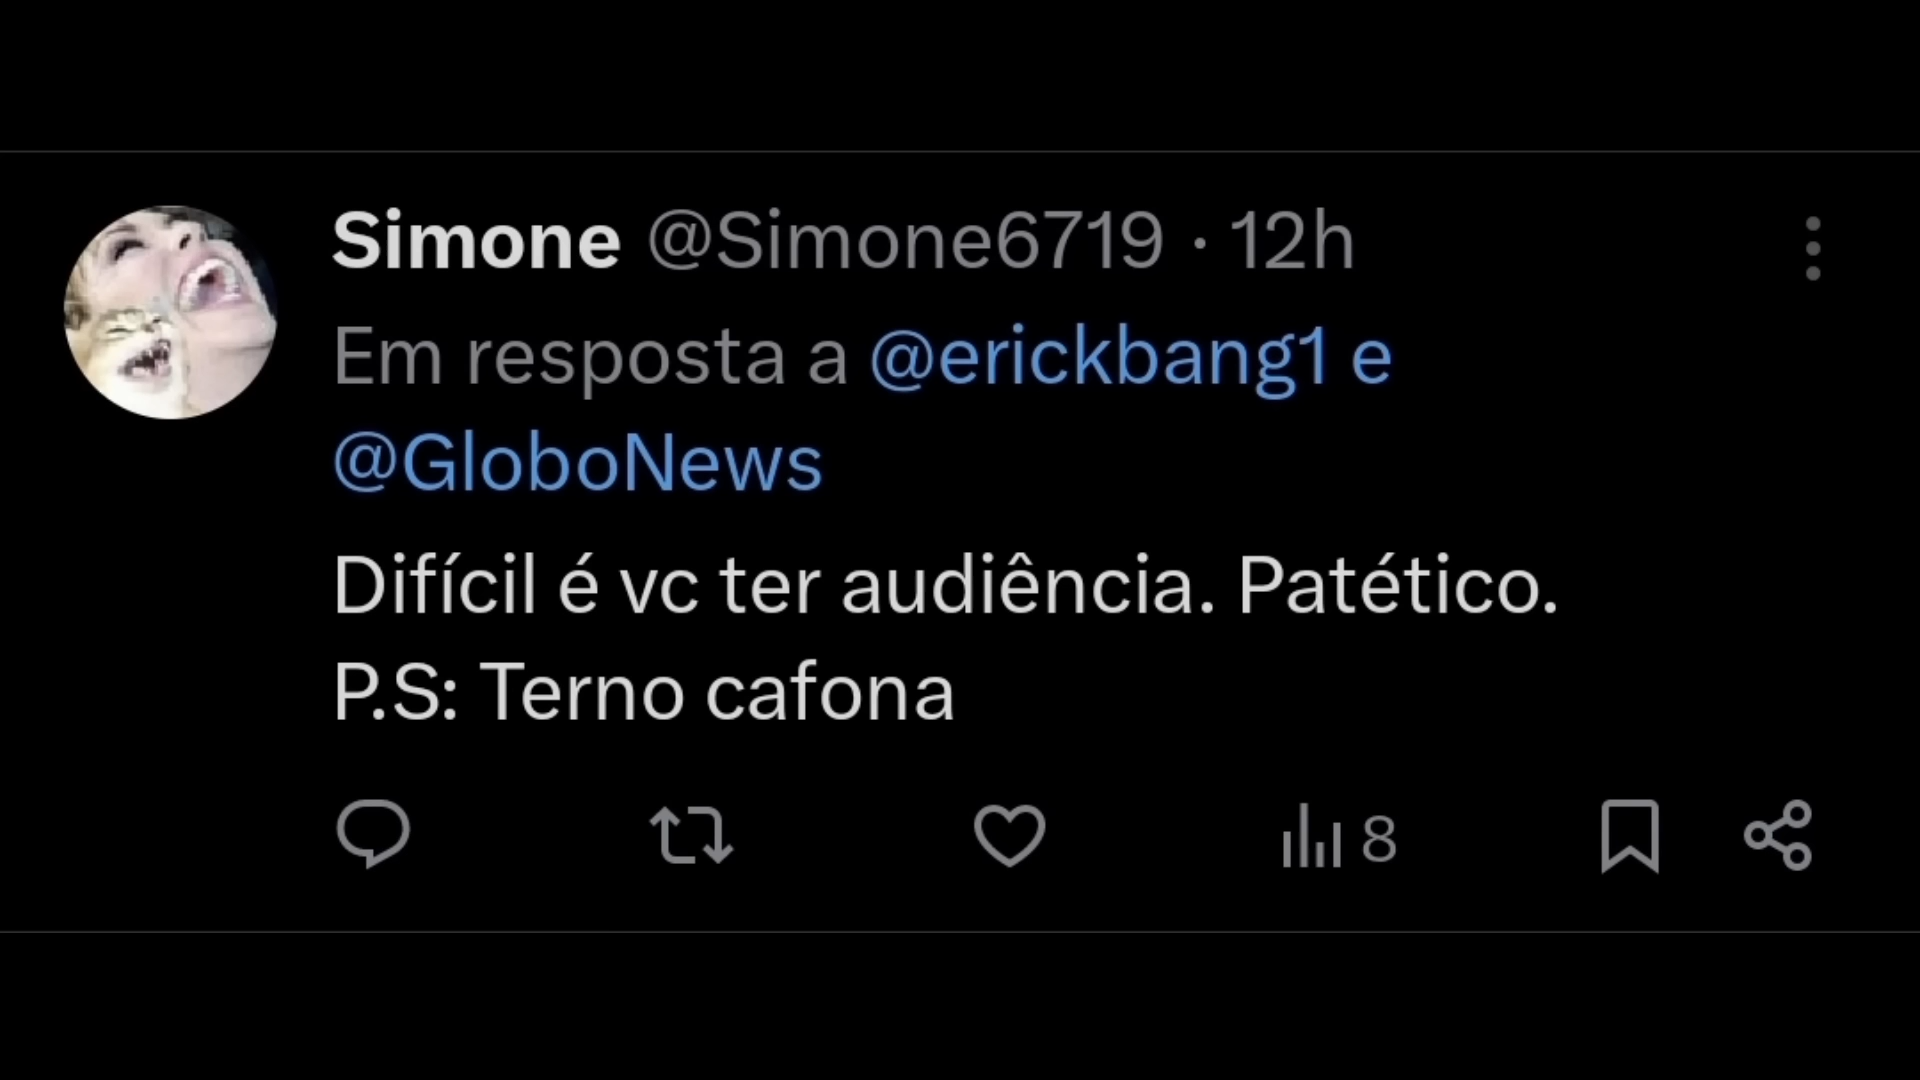 Simone @Simone6719 · 12h
Em resposta a @erickbang1 e
@GloboNews
Difícil é vc ter audiência. Patético.
P.S: Terno cafona
8